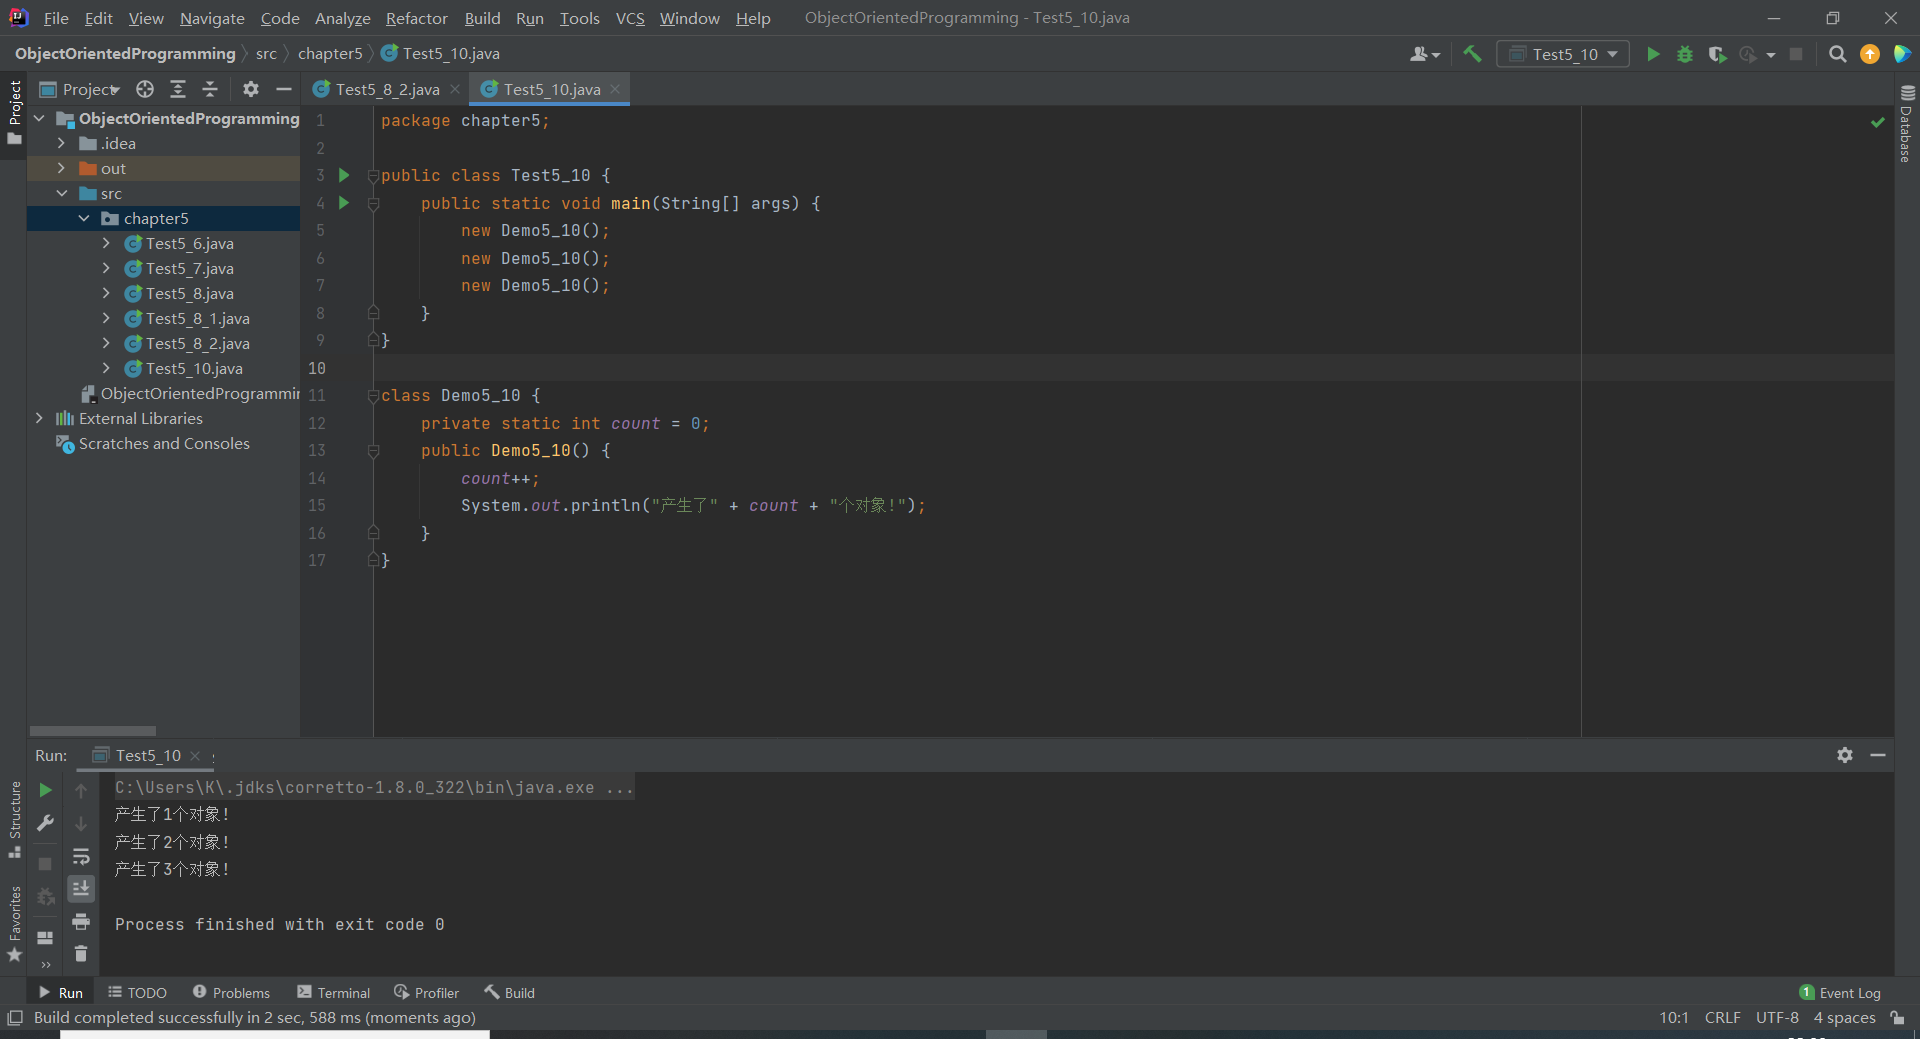 File Edit View Navigate Code Analyze Refactor Build Run Tools VCS Window Help ObjectOrientedProgramming - Test5_10.java
ObjectOrientedProgramming src chapter5 Test5_10.java Test5_10
Project Test5_8_2.java Test5_10.java
Project
Database
ObjectOrientedProgramming
.idea
out
src
chapter5
Test5_6.java
Test5_7.java
Test5_8.java
Test5_8_1.java
Test5_8_2.java
Test5_10.java
ObjectOrientedProgrammin
External Libraries
Scratches and Consoles
1 package chapter5;
2
3 public class Test5_10 {
4 public static void main(String[] args) {
5 new Demo5_10();
6 new Demo5_10();
7 new Demo5_10();
8 }
9 }
10
11 class Demo5_10 {
12 private static int count = 0;
13 public Demo5_10() {
14 count++;
15 System.out.println("产生了" + count + "个对象!");
16 }
17 }
Run: Test5_10
C:\Users\K\.jdks\corretto-1.8.0_322\bin\java.exe ...
产生了1个对象!
产生了2个对象!
产生了3个对象!
Process finished with exit code 0
Structure
Favorites
Run TODO Problems Terminal Profiler Build 1 Event Log
Build completed successfully in 2 sec, 588 ms (moments ago) 10:1 CRLF UTF-8 4 spaces